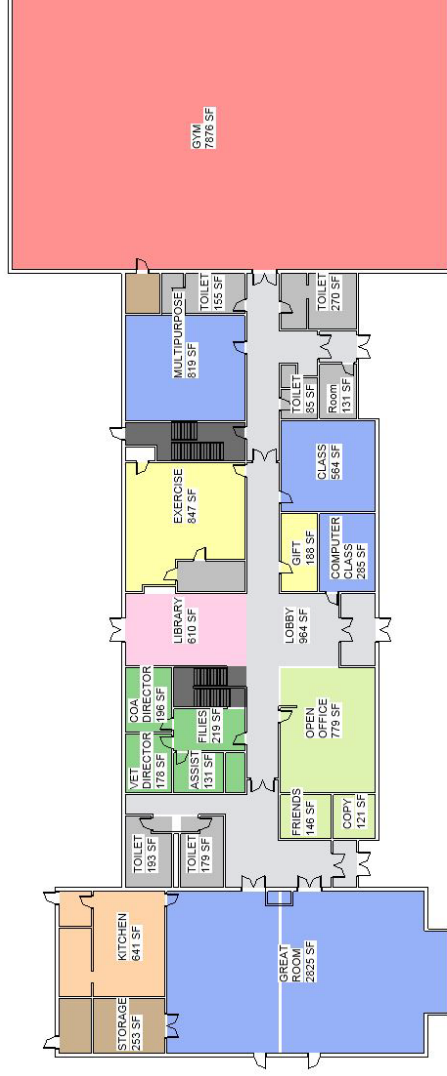 GYM
7876 SF
MULTIPURPOSE
819 SF
TOILET
155 SF
TOILET
270 SF
TOILET
85 SF
Room
131 SF
EXERCISE
847 SF
CLASS
564 SF
GIFT
188 SF
COMPUTER
CLASS
285 SF
LIBRARY
610 SF
LOBBY
964 SF
COA
DIRECTOR
196 SF
FILIES
219 SF
OPEN
OFFICE
779 SF
VET
DIRECTOR
178 SF
ASSIST
131 SF
FRIENDS
146 SF
COPY
121 SF
TOILET
193 SF
TOILET
179 SF
KITCHEN
641 SF
GREAT
ROOM
2825 SF
STORAGE
253 SF